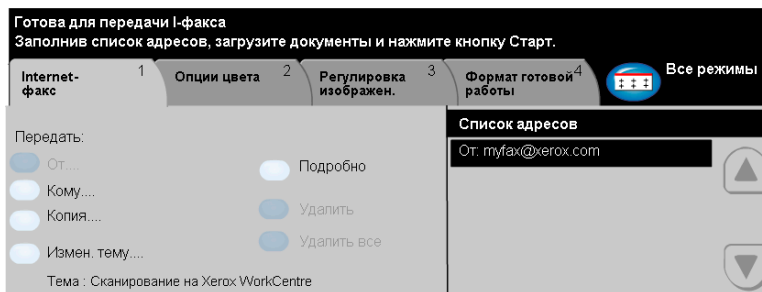 Готова для передачи I-факса
Заполнив список адресов, загрузите документы и нажмите кнопку Старт.
Internet-
факс
1
Опции цвета
2
Регулировка
изображен.
3
Формат готовой
работы
4
Все режимы
Передать:
От....
Кому....
Копия....
Измен. тему....
Тема : Сканирование на Xerox WorkCentre
Подробно
Удалить
Удалить все
Список адресов
От: myfax@xerox.com